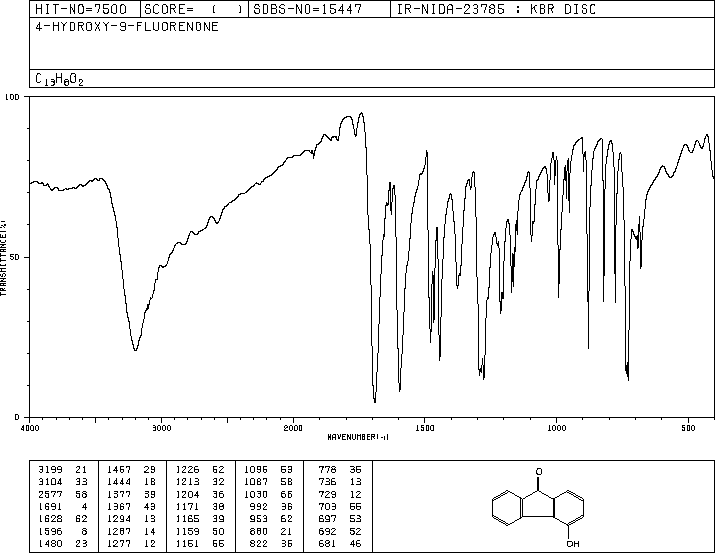 HIT-NO=7500 SCORE= ( ) SDBS-NO=15447 IR-NIDA-23785 : KBR DISC
4-HYDROXY-9-FLUORENONE
C13H8O2
100
50
0
TRANSMITTANCE(%)
4000 3000 2000 1500 1000 500
WAVENUMBER(-1)
3199 21 1467 29 1226 62 1096 69 778 36
3104 33 1444 18 1213 32 1087 58 736 13
2577 58 1377 39 1204 36 1030 66 729 12
1691 4 1367 43 1171 38 992 36 703 55
1628 62 1294 13 1165 39 953 62 697 53
1596 8 1287 14 1159 50 880 21 692 52
1480 23 1277 12 1151 55 822 35 681 46
O
OH